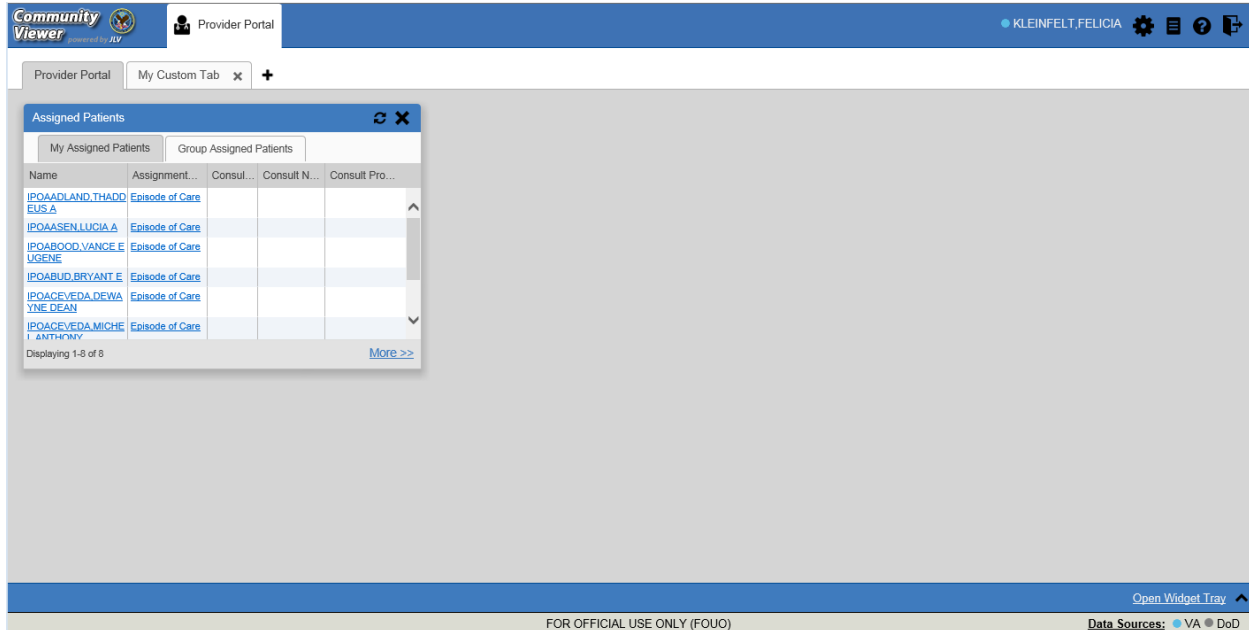 Community
Viewer powered by JLV
Provider Portal
KLEINFELT,FELICIA
Provider Portal
My Custom Tab
Assigned Patients
My Assigned Patients
Group Assigned Patients
Name Assignment... Consul... Consult N... Consult Pro...
IPOAADLAND,THADD Episode of Care
EUS A
IPOAASEN,LUCIA A Episode of Care
IPOABOOD,VANCE E Episode of Care
UGENE
IPOABUD,BRYANT E Episode of Care
IPOACEVEDA,DEWA Episode of Care
YNE DEAN
IPOACEVEDA,MICHE Episode of Care
L ANTHONY
Displaying 1-8 of 8
More >>
Open Widget Tray
FOR OFFICIAL USE ONLY (FOUO)
Data Sources: VA DoD